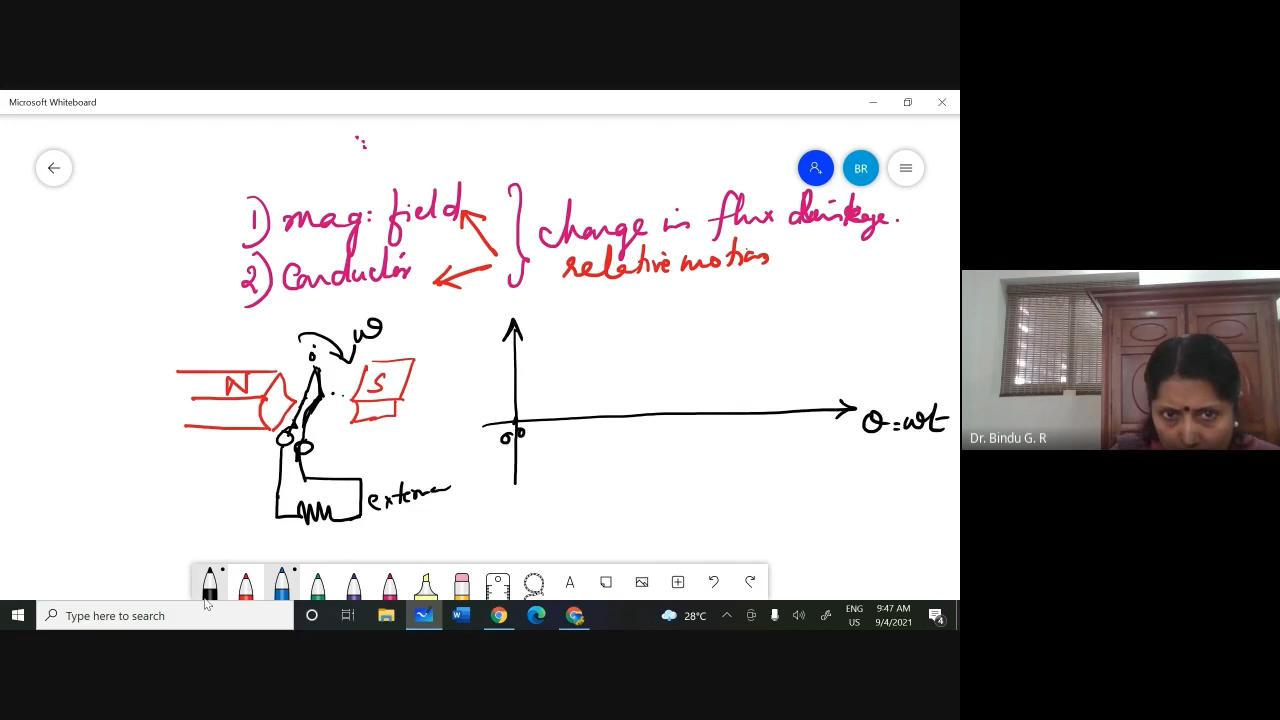 Microsoft Whiteboard
BR
1) mag: field } change in flux linkage.
2) Conductor relative motion
ω
N
S
θ=ωt
0°
Dr. Bindu G. R
A
Type here to search
28°C
ENG
US
9:47 AM
9/4/2021
4